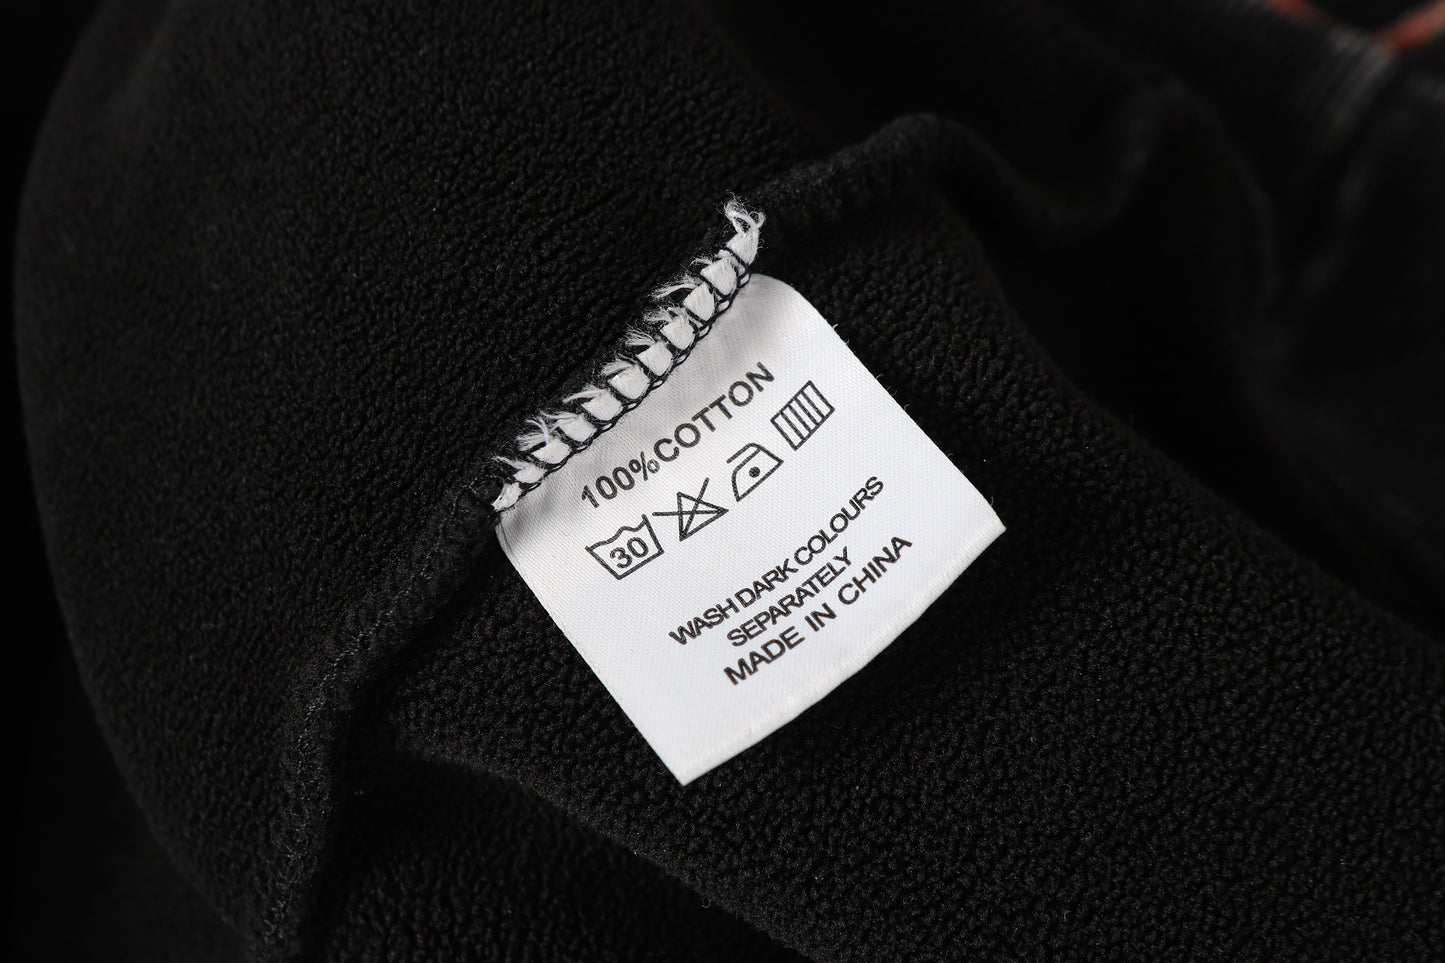 100%COTTON
30
WASH DARK COLOURS
SEPARATELY
MADE IN CHINA